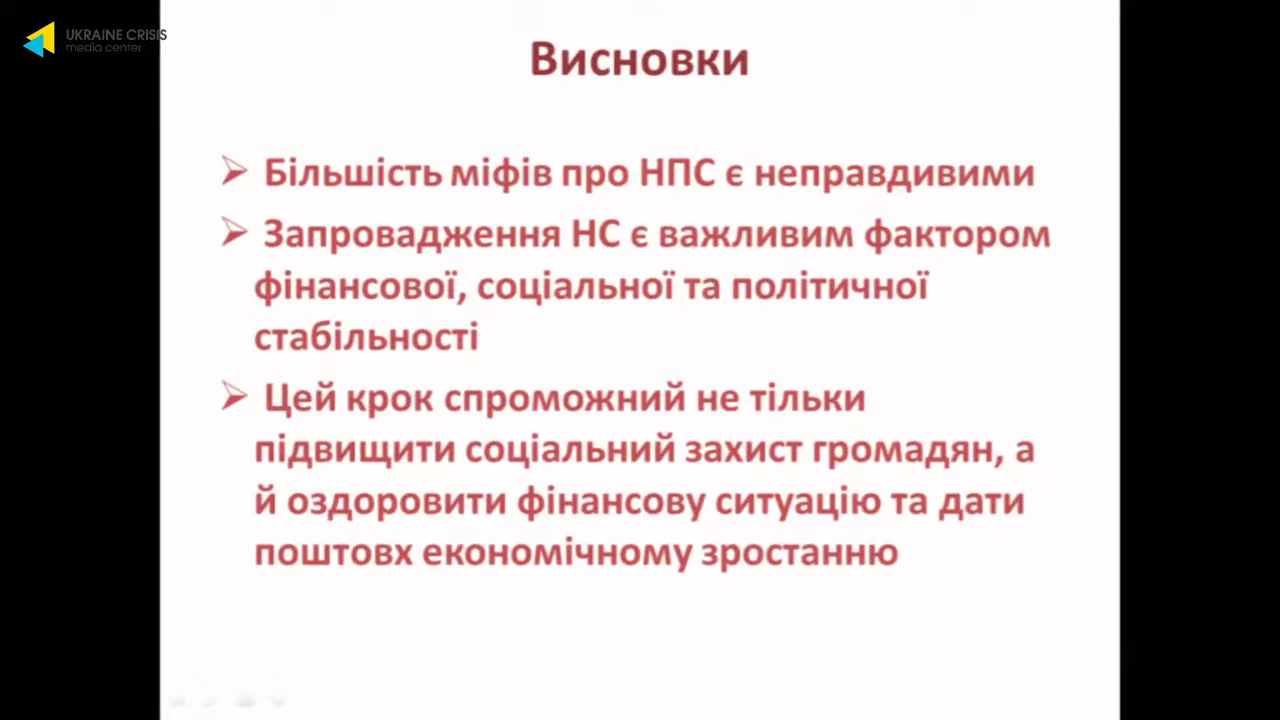 UKRAINE CRISIS
media center
Висновки
Більшість міфів про НПС є неправдивими
Запровадження НС є важливим фактором
фінансової, соціальної та політичної
стабільності
Цей крок спроможний не тільки
підвищити соціальний захист громадян, а
й оздоровити фінансову ситуацію та дати
поштовх економічному зростанню